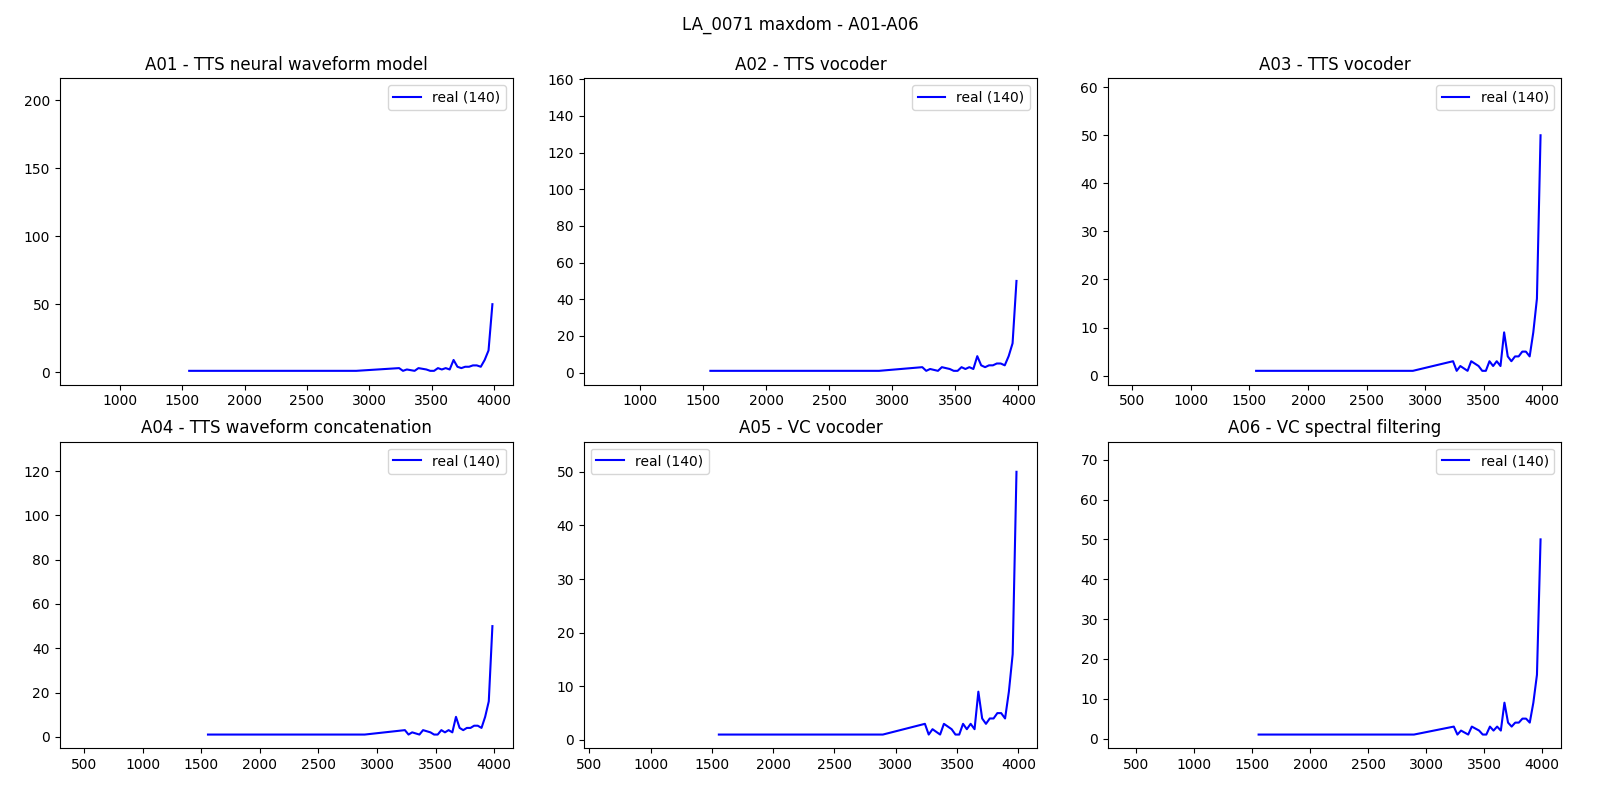 LA_0071 maxdom - A01-A06
A01 - TTS neural waveform model
real (140)
200
150
100
50
0
1000 1500 2000 2500 3000 3500 4000
A02 - TTS vocoder
real (140)
160
140
120
100
80
60
40
20
0
1000 1500 2000 2500 3000 3500 4000
A03 - TTS vocoder
real (140)
60
50
40
30
20
10
0
500 1000 1500 2000 2500 3000 3500 4000
A04 - TTS waveform concatenation
real (140)
120
100
80
60
40
20
0
500 1000 1500 2000 2500 3000 3500 4000
A05 - VC vocoder
real (140)
50
40
30
20
10
0
500 1000 1500 2000 2500 3000 3500 4000
A06 - VC spectral filtering
real (140)
70
60
50
40
30
20
10
0
500 1000 1500 2000 2500 3000 3500 4000